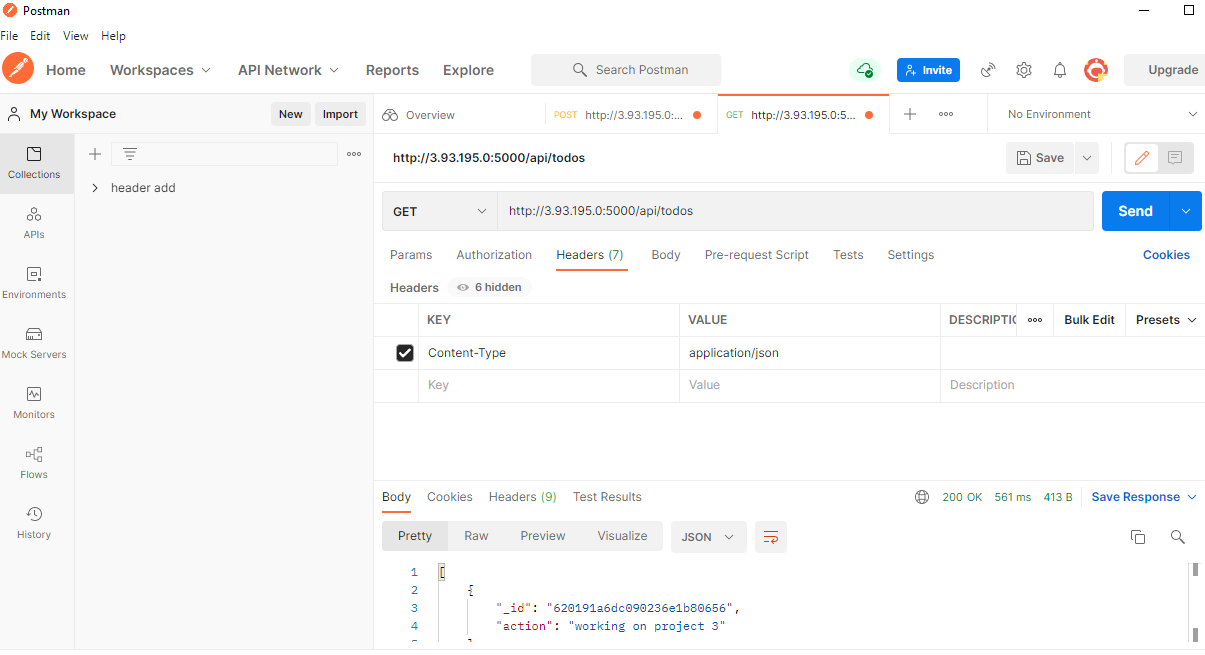 Postman
File Edit View Help
Home Workspaces API Network Reports Explore Search Postman Invite Upgrade
My Workspace New Import Overview POST http://3.93.195.0:... GET http://3.93.195.0:5... No Environment
http://3.93.195.0:5000/api/todos Save
Collections
header add
GET http://3.93.195.0:5000/api/todos Send
APIs
Params Authorization Headers (7) Body Pre-request Script Tests Settings Cookies
Environments
Headers 6 hidden
KEY VALUE DESCRIPTIO Bulk Edit Presets
Mock Servers
Content-Type application/json
Key Value Description
Monitors
Flows
Body Cookies Headers (9) Test Results 200 OK 561 ms 413 B Save Response
History
Pretty Raw Preview Visualize JSON
1 [
2 {
3 "_id": "620191a6dc090236e1b80656",
4 "action": "working on project 3"